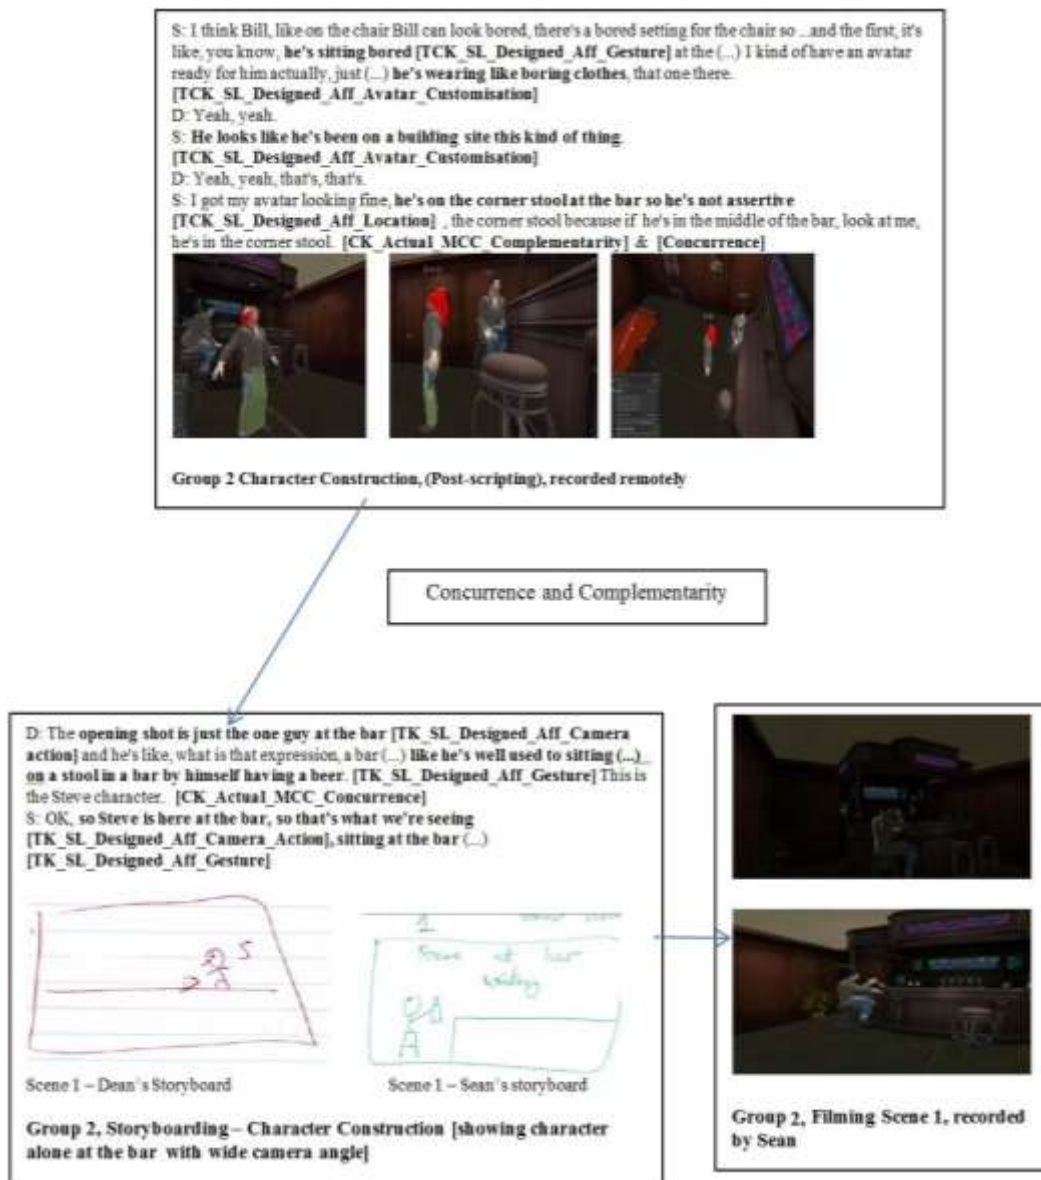 S: I think Bill, like on the chair Bill can look bored, there's a bored setting for the chair so ...and the first, it's
like, you know, he's sitting bored [TCK_SL_Designed_Aff_Gesture] at the (...) I kind of have an avatar
ready for him actually, just (...) he's wearing like boring clothes, that one there.
[TCK_SL_Designed_Aff_Avatar_Customisation]
D: Yeah, yeah.
S: He looks like he's been on a building site this kind of thing.
[TCK_SL_Designed_Aff_Avatar_Customisation]
D: Yeah, yeah, that's, that's.
S: I got my avatar looking fine, he's on the corner stool at the bar so he's not assertive
[TCK_SL_Designed_Aff_Location] , the corner stool because if he's in the middle of the bar, look at me,
he's in the corner stool. [CK_Actual_MCC_Complementarity] & [Concurrence]
Group 2 Character Construction, (Post-scripting), recorded remotely
Concurrence and Complementarity
D: The opening shot is just the one guy at the bar [TK_SL_Designed_Aff_Camera
action] and he's like, what is that expression, a bar (...) like he's well used to sitting (...)
on a stool in a bar by himself having a beer. [TK_SL_Designed_Aff_Gesture] This is
the Steve character. [CK_Actual_MCC_Concurrence]
S: OK, so Steve is here at the bar, so that's what we're seeing
[TK_SL_Designed_Aff_Camera_Action], sitting at the bar (...)
[TK_SL_Designed_Aff_Gesture]
S
1
at bar
Scene 1 – Dean's Storyboard
Scene 1 – Sean's storyboard
Group 2, Storyboarding – Character Construction [showing character
alone at the bar with wide camera angle]
Group 2, Filming Scene 1, recorded
by Sean